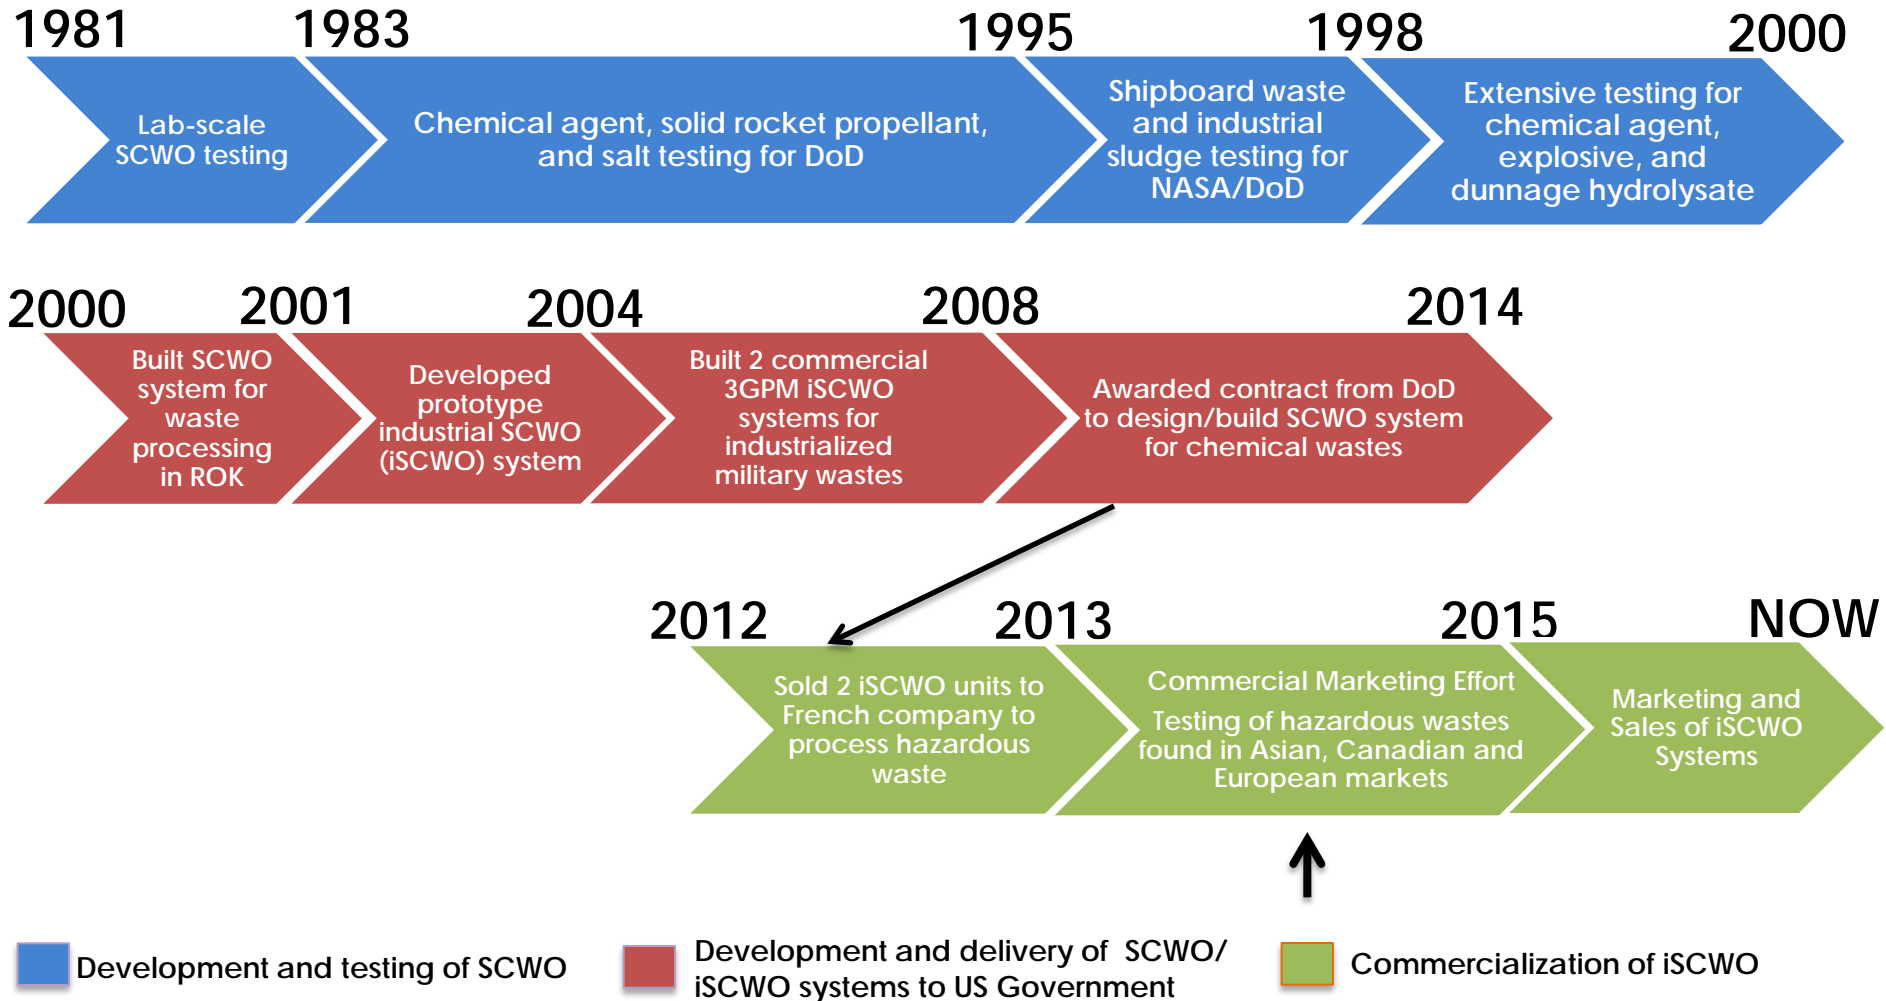 1981
1983
1995
1998
2000
Lab-scale
SCWO testing
Chemical agent, solid rocket propellant,
and salt testing for DoD
Shipboard waste
and industrial
sludge testing for
NASA/DoD
Extensive testing for
chemical agent,
explosive, and
dunnage hydrolysate
2000
2001
2004
2008
2014
Built SCWO
system for
waste
processing
in ROK
Developed
prototype
industrial SCWO
(iSCWO) system
Built 2 commercial
3GPM iSCWO
systems for
industrialized
military wastes
Awarded contract from DoD
to design/build SCWO system
for chemical wastes
2012
2013
2015
NOW
Sold 2 iSCWO units to
French company to
process hazardous
waste
Commercial Marketing Effort
Testing of hazardous wastes
found in Asian, Canadian and
European markets
Marketing and
Sales of iSCWO
Systems
Development and testing of SCWO
Development and delivery of SCWO/
iSCWO systems to US Government
Commercialization of iSCWO